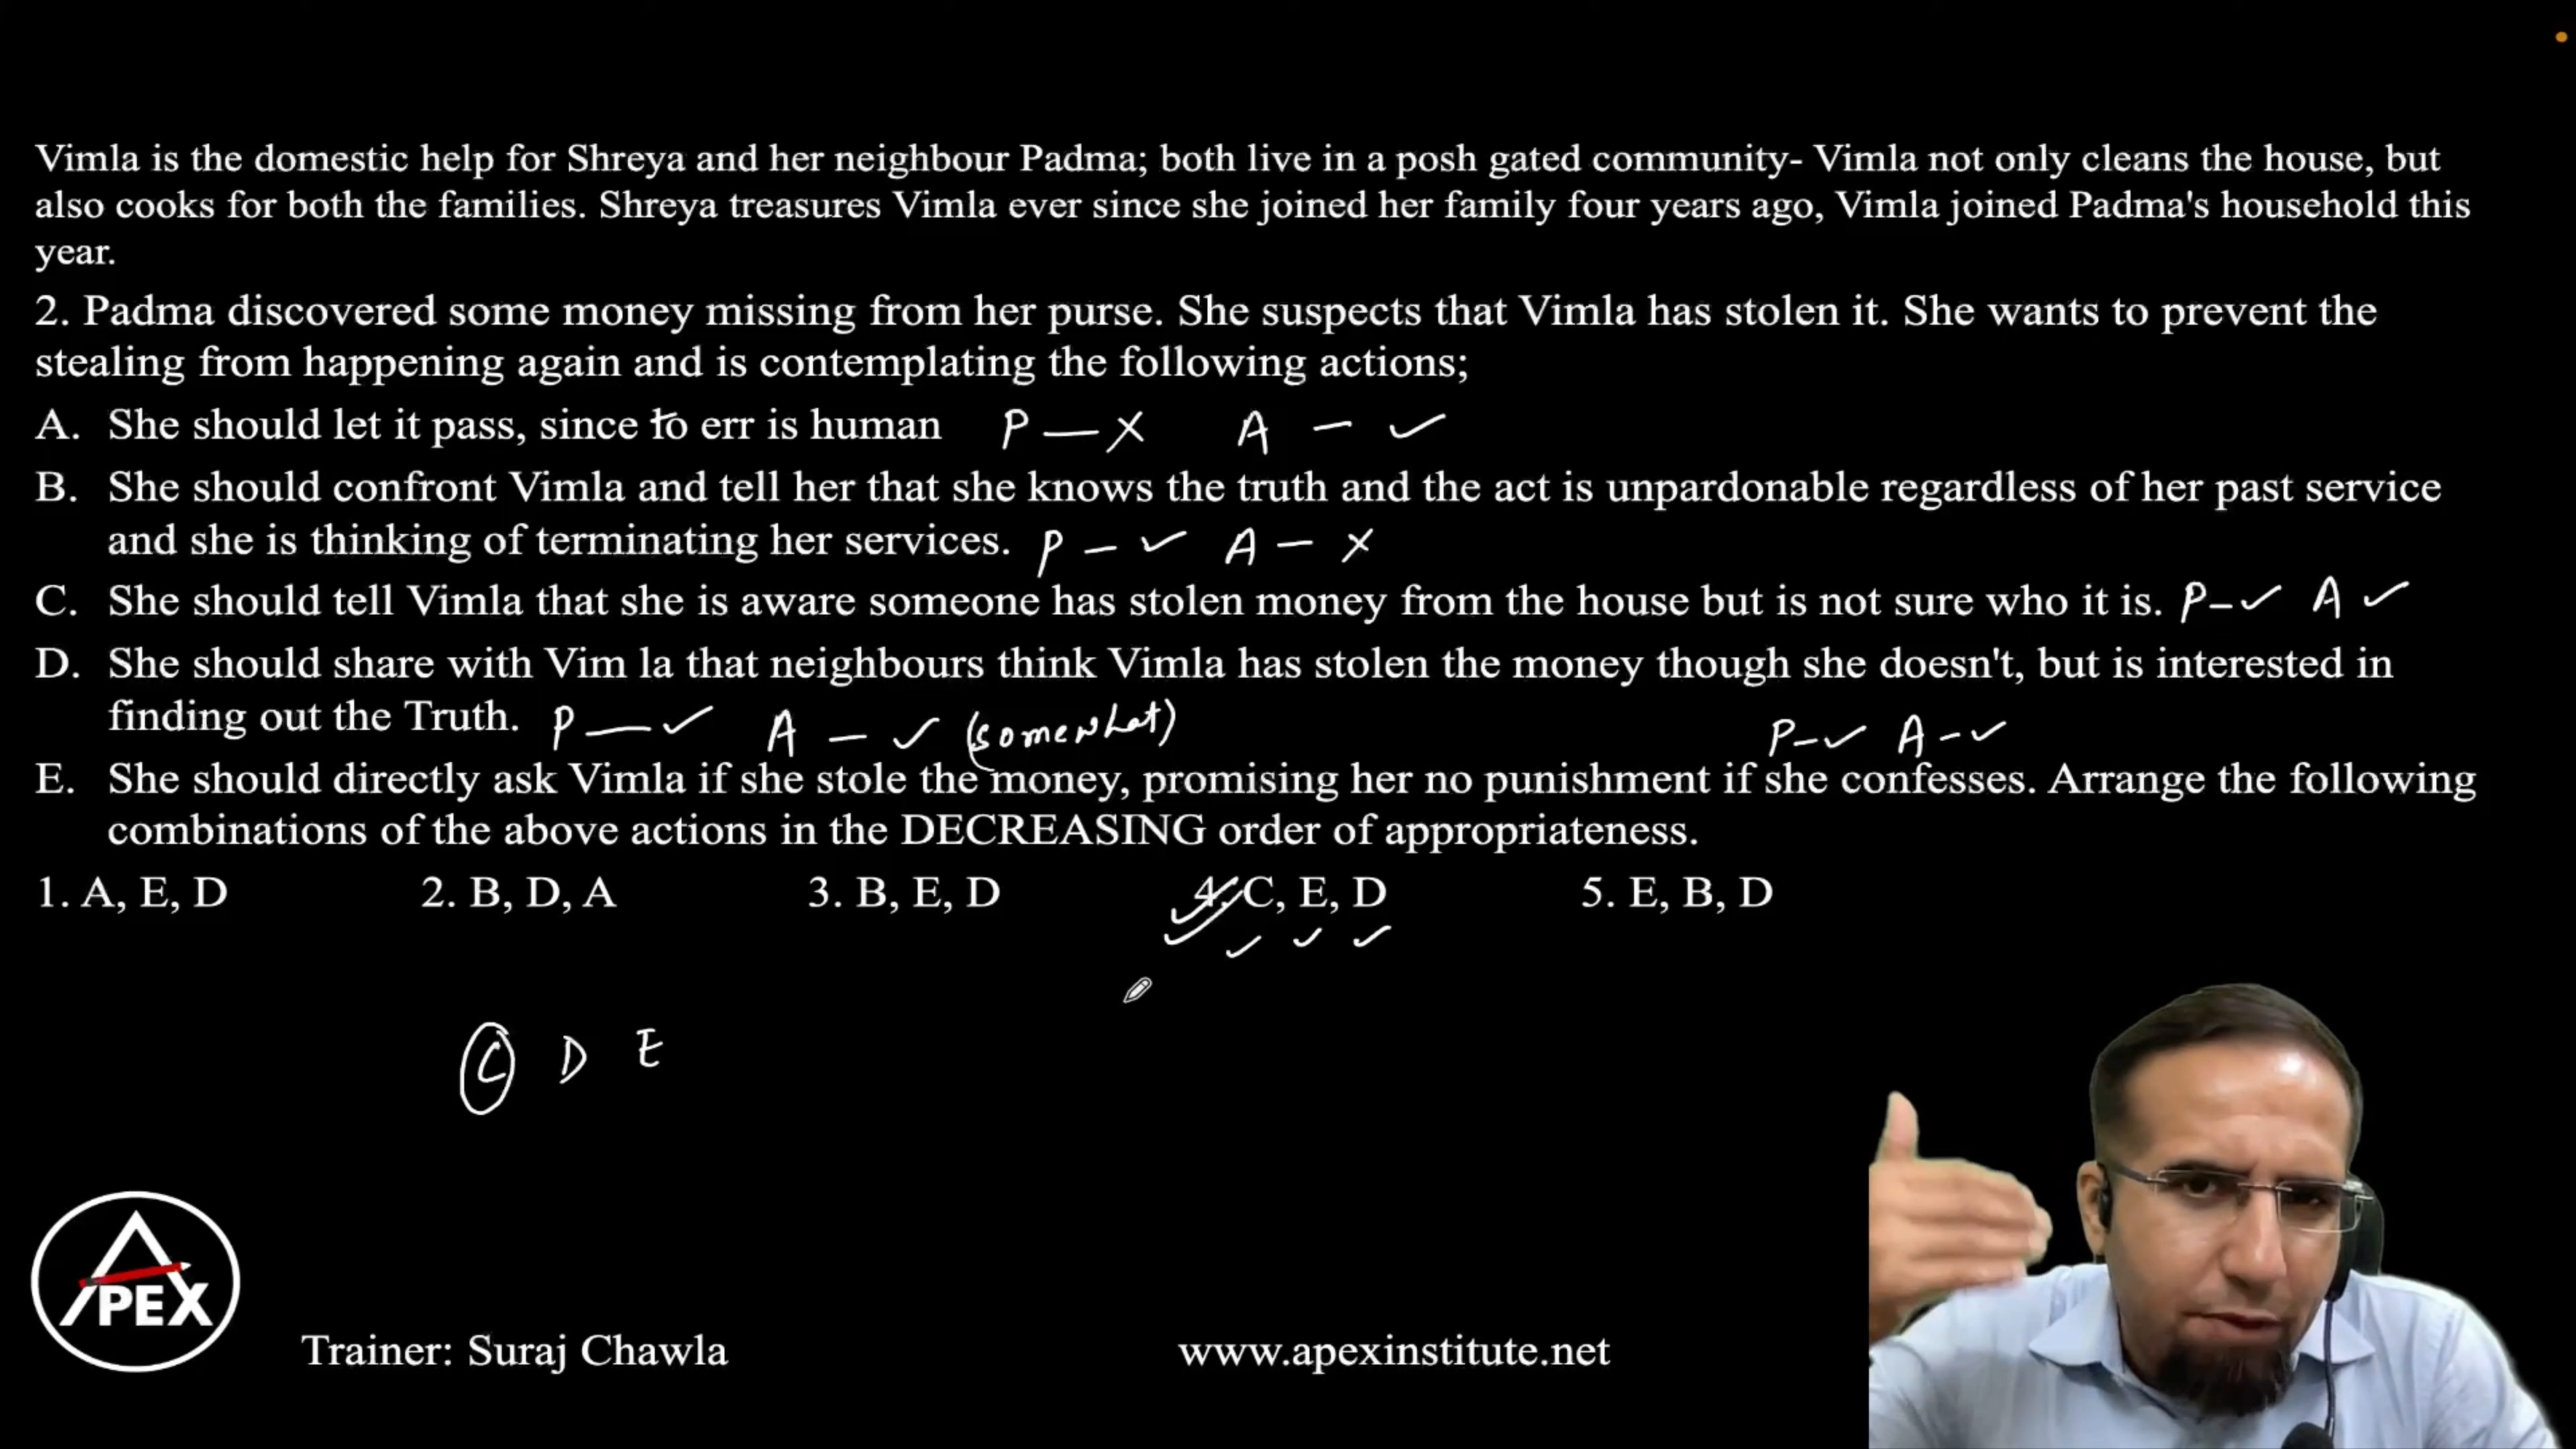 Vimla is the domestic help for Shreya and her neighbour Padma; both live in a posh gated community- Vimla not only cleans the house, but
also cooks for both the families. Shreya treasures Vimla ever since she joined her family four years ago, Vimla joined Padma's household this
year.
2. Padma discovered some money missing from her purse. She suspects that Vimla has stolen it. She wants to prevent the
stealing from happening again and is contemplating the following actions;
A. She should let it pass, since to err is human P — X A - ✓
B. She should confront Vimla and tell her that she knows the truth and the act is unpardonable regardless of her past service
and she is thinking of terminating her services. P - ✓ A - X
C. She should tell Vimla that she is aware someone has stolen money from the house but is not sure who it is. P-✓ A ✓
D. She should share with Vim la that neighbours think Vimla has stolen the money though she doesn't, but is interested in
finding out the Truth. P — ✓ A - ✓ (somewhat)
P-✓ A-✓
E. She should directly ask Vimla if she stole the money, promising her no punishment if she confesses. Arrange the following
combinations of the above actions in the DECREASING order of appropriateness.
1. A, E, D 2. B, D, A 3. B, E, D 4. C, E, D 5. E, B, D
C D E
APEX
Trainer: Suraj Chawla www.apexinstitute.net